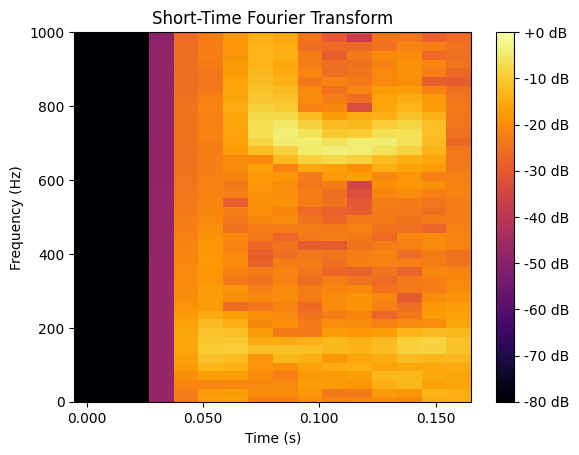 Short-Time Fourier Transform
1000
800
600
400
200
0
Frequency (Hz)
0.000
0.050
0.100
0.150
Time (s)
+0 dB
-10 dB
-20 dB
-30 dB
-40 dB
-50 dB
-60 dB
-70 dB
-80 dB